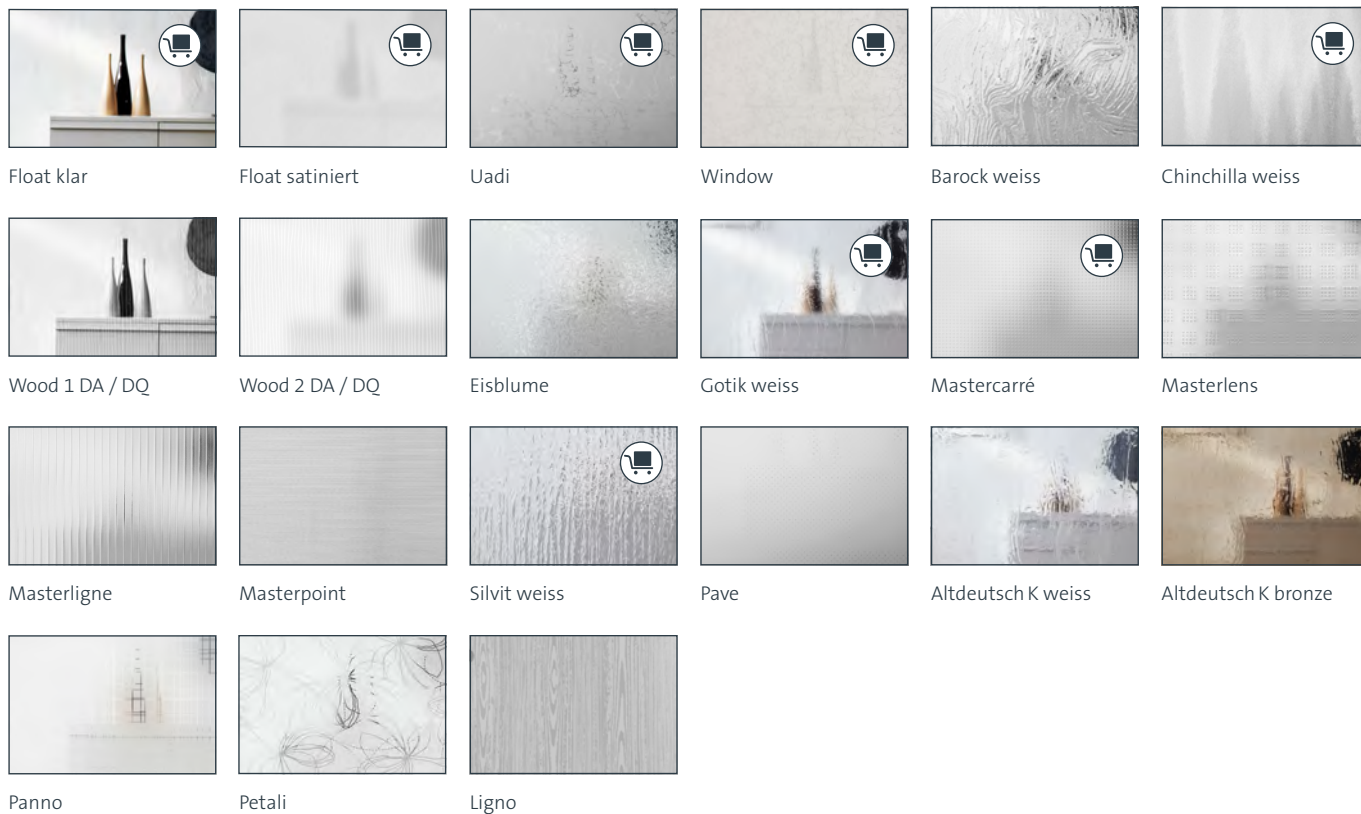 Float klar
Float satiniert
Uadi
Window
Barock weiss
Chinchilla weiss
Wood 1 DA / DQ
Wood 2 DA / DQ
Eisblume
Gotik weiss
Mastercarré
Masterlens
Masterligne
Masterpoint
Silvit weiss
Pave
Altdeutsch K weiss
Altdeutsch K bronze
Panno
Petali
Ligno